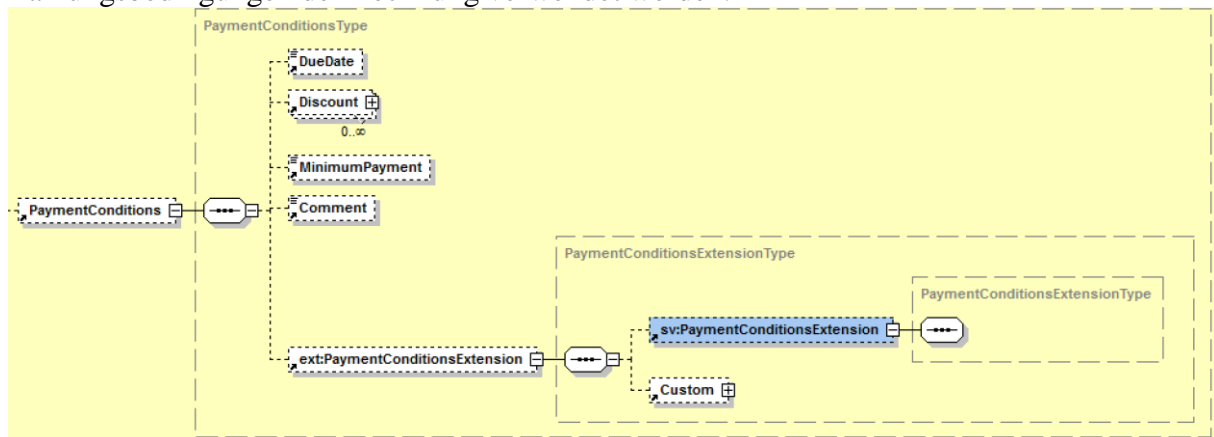 PaymentConditionsType
DueDate
Discount
0..∞
MinimumPayment
PaymentConditions
Comment
PaymentConditionsExtensionType
PaymentConditionsExtensionType
sv:PaymentConditionsExtension
ext:PaymentConditionsExtension
Custom